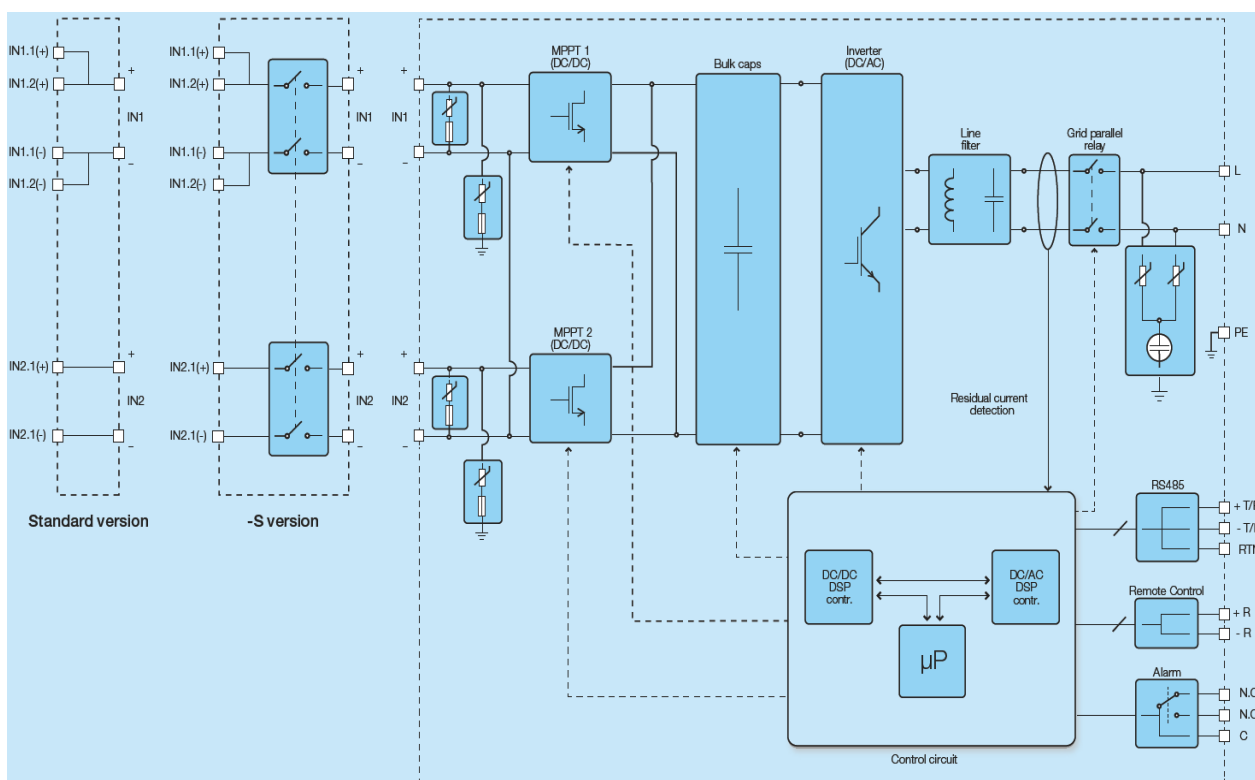 IN1.1(+)
IN1.2(+)
+
IN1
IN1.1(-)
IN1.2(-)
−
IN2.1(+)
+
IN2
IN2.1(-)
−
Standard version
IN1.1(+)
IN1.2(+)
+
IN1
IN1.1(-)
IN1.2(-)
−
IN2.1(+)
+
IN2
IN2.1(-)
−
-S version
+
IN1
−
+
IN2
−
MPPT 1
(DC/DC)
MPPT 2
(DC/DC)
Bulk caps
Inverter
(DC/AC)
Line
filter
Grid parallel
relay
L
N
PE
Residual current
detection
DC/DC
DSP
contr.
DC/AC
DSP
contr.
µP
Control circuit
RS485
+ T/
- T/
RT
Remote Control
+ R
- R
Alarm
N.
N.
C